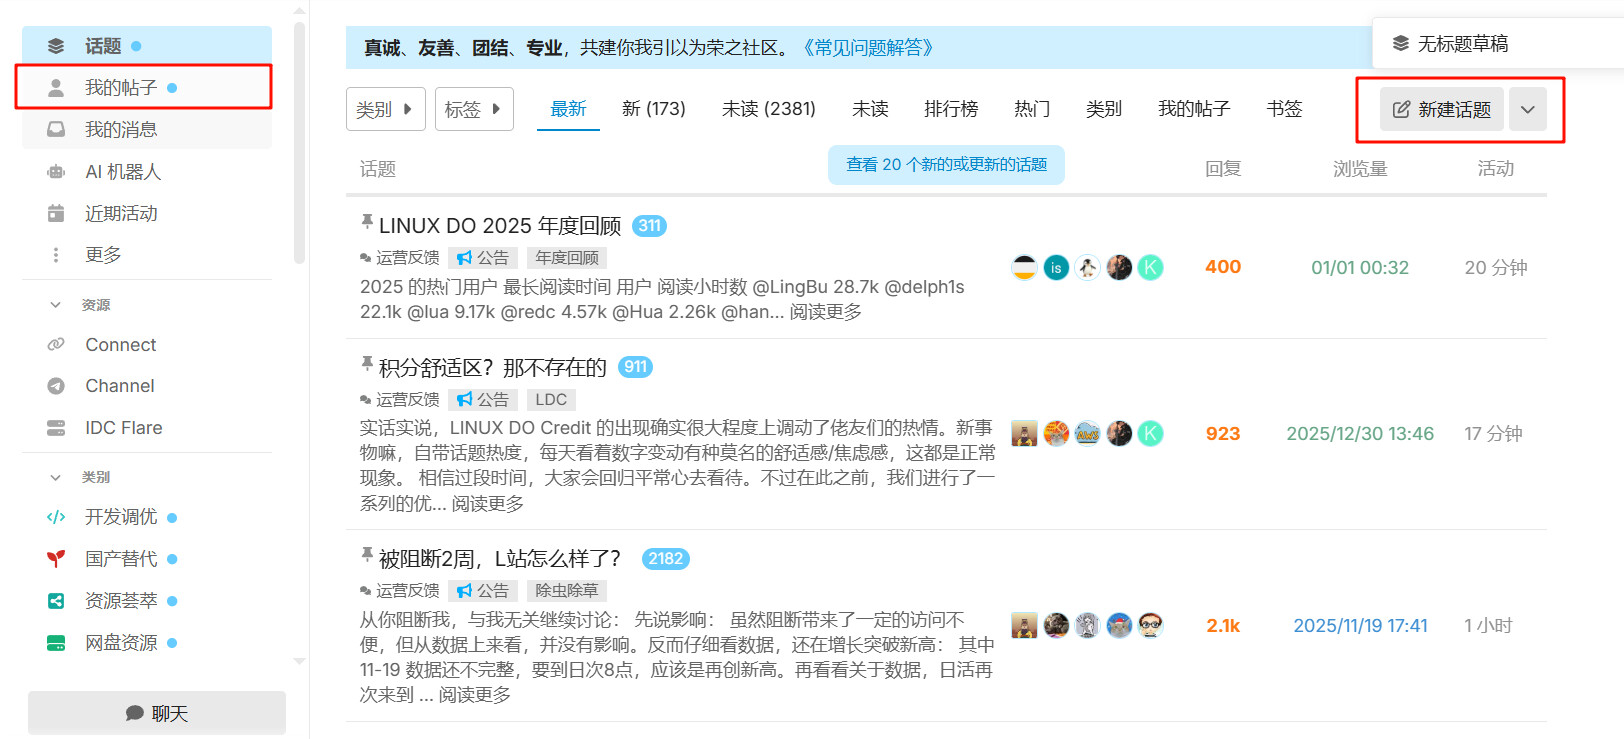 话题
我的帖子
我的消息
AI 机器人
近期活动
更多
资源
Connect
Channel
IDC Flare
类别
开发调优
国产替代
资源荟萃
网盘资源
聊天
真诚、友善、团结、专业，共建你我引以为荣之社区。《常见问题解答》
无标题草稿
类别 标签 最新 新 (173) 未读 (2381) 未读 排行榜 热门 类别 我的帖子 书签 新建话题
话题 查看 20 个新的或更新的话题 回复 浏览量 活动
LINUX DO 2025 年度回顾 311
运营反馈 公告 年度回顾
2025 的热门用户 最长阅读时间 用户 阅读小时数 @LingBu 28.7k @delph1s
22.1k @lua 9.17k @redc 4.57k @Hua 2.26k @han... 阅读更多
is K 400 01/01 00:32 20 分钟
积分舒适区？那不存在的 911
运营反馈 公告 LDC
实话实说，LINUX DO Credit 的出现确实很大程度上调动了佬友们的热情。新事
物嘛，自带话题热度，每天看着数字变动有种莫名的舒适感/焦虑感，这都是正常
现象。 相信过段时间，大家会回归平常心去看待。不过在此之前，我们进行了一
系列的优... 阅读更多
K 923 2025/12/30 13:46 17 分钟
被阻断2周，L站怎么样了？ 2182
运营反馈 公告 除虫除草
从你阻断我，与我无关继续讨论： 先说影响： 虽然阻断带来了一定的访问不
便，但从数据上来看，并没有影响。反而仔细看数据，还在增长突破新高： 其中
11-19 数据还不完整，要到日次8点，应该是再创新高。再看看关于数据，日活再
次来到 ... 阅读更多
2.1k 2025/11/19 17:41 1 小时